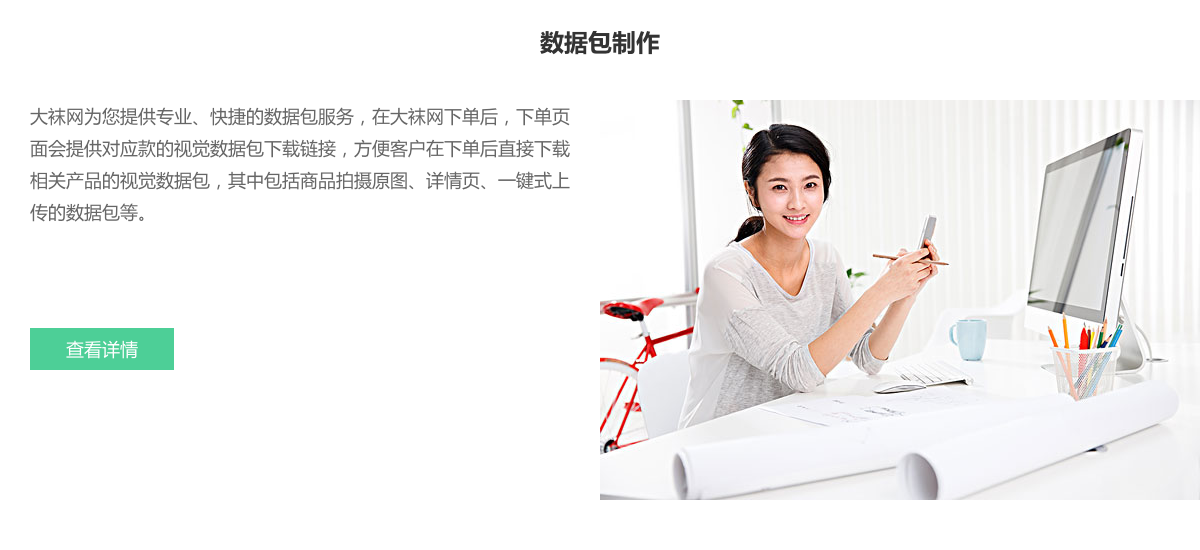 数据包制作
大袜网为您提供专业、快捷的数据包服务，在大袜网下单后，下单页
面会提供对应款的视觉数据包下载链接，方便客户在下单后直接下载
相关产品的视觉数据包，其中包括商品拍摄原图、详情页、一键式上
传的数据包等。
查看详情